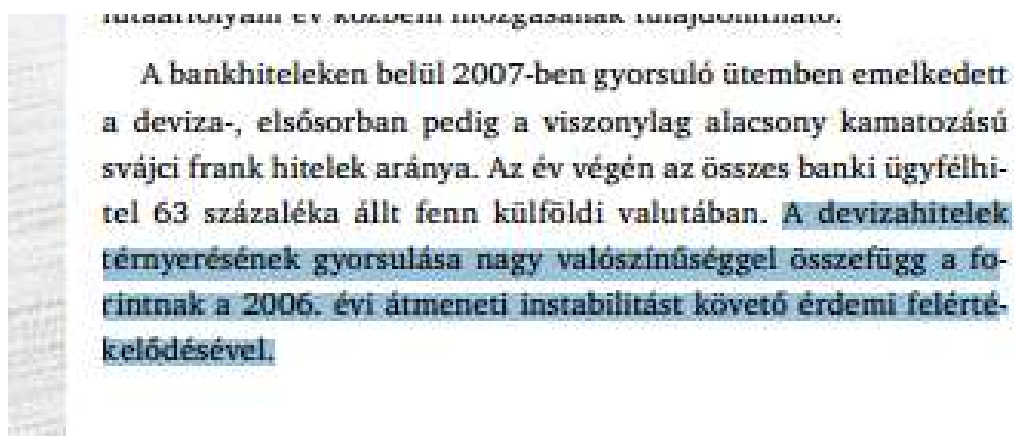 A bankhiteleken belül 2007-ben gyorsuló ütemben emelkedett
a deviza-, elsősorban pedig a viszonylag alacsony kamatozású
svájci frank hitelek aránya. Az év végén az összes banki ügyfélhi-
tel 63 százaléka állt fenn külföldi valutában. A devizahitelek
térnyerésének gyorsulása nagy valószínűséggel összefügg a fo-
rintnak a 2006. évi átmeneti instabilitást követő érdemi felérté-
kelődésével.